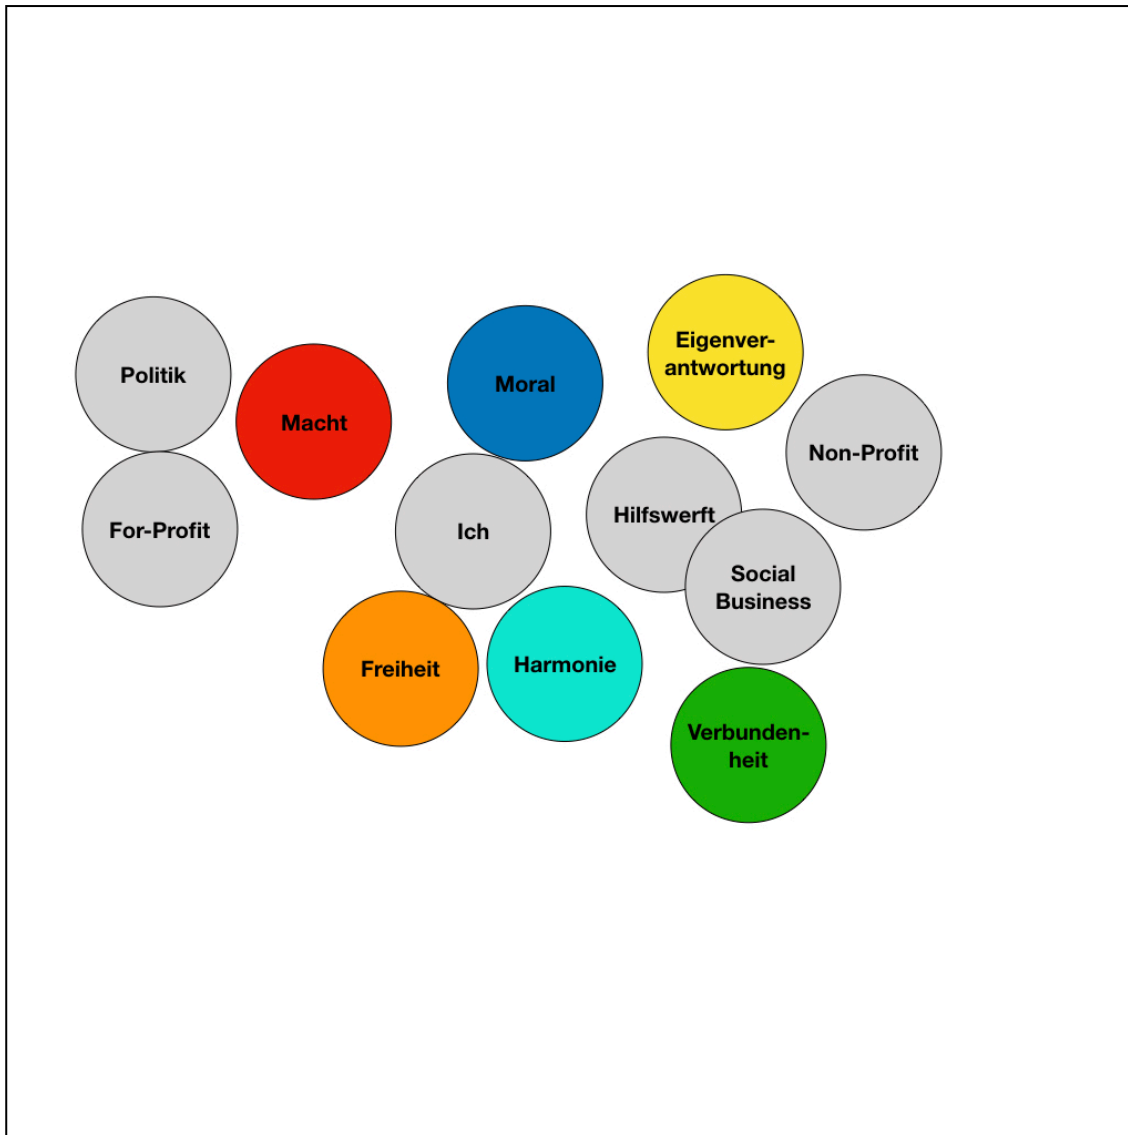 Eigenver-
antwortung
Politik
Moral
Macht
Non-Profit
Hilfswerft
For-Profit
Ich
Social
Business
Freiheit
Harmonie
Verbunden-
heit